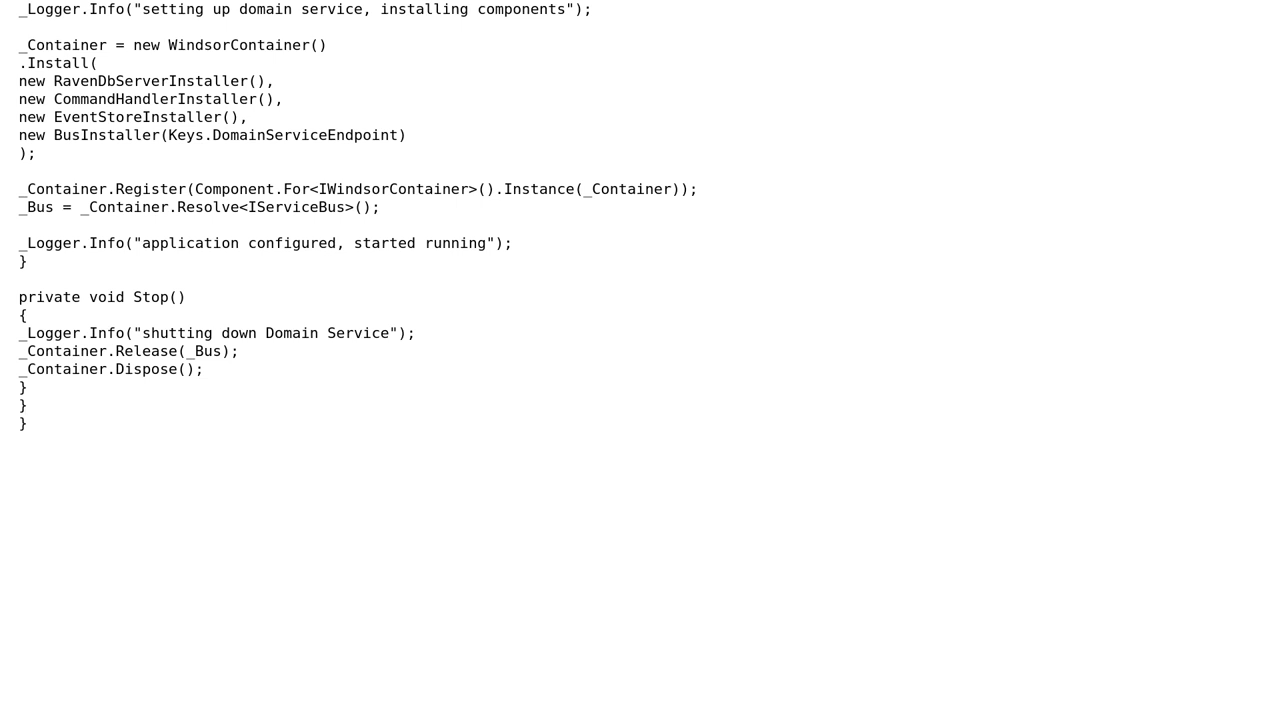 _Logger.Info("setting up domain service, installing components");

_Container = new WindsorContainer()
.Install(
new RavenDbServerInstaller(),
new CommandHandlerInstaller(),
new EventStoreInstaller(),
new BusInstaller(Keys.DomainServiceEndpoint)
);

_Container.Register(Component.For<IWindsorContainer>().Instance(_Container));
_Bus = _Container.Resolve<IServiceBus>();

_Logger.Info("application configured, started running");
}

private void Stop()
{
_Logger.Info("shutting down Domain Service");
_Container.Release(_Bus);
_Container.Dispose();
}
}
}